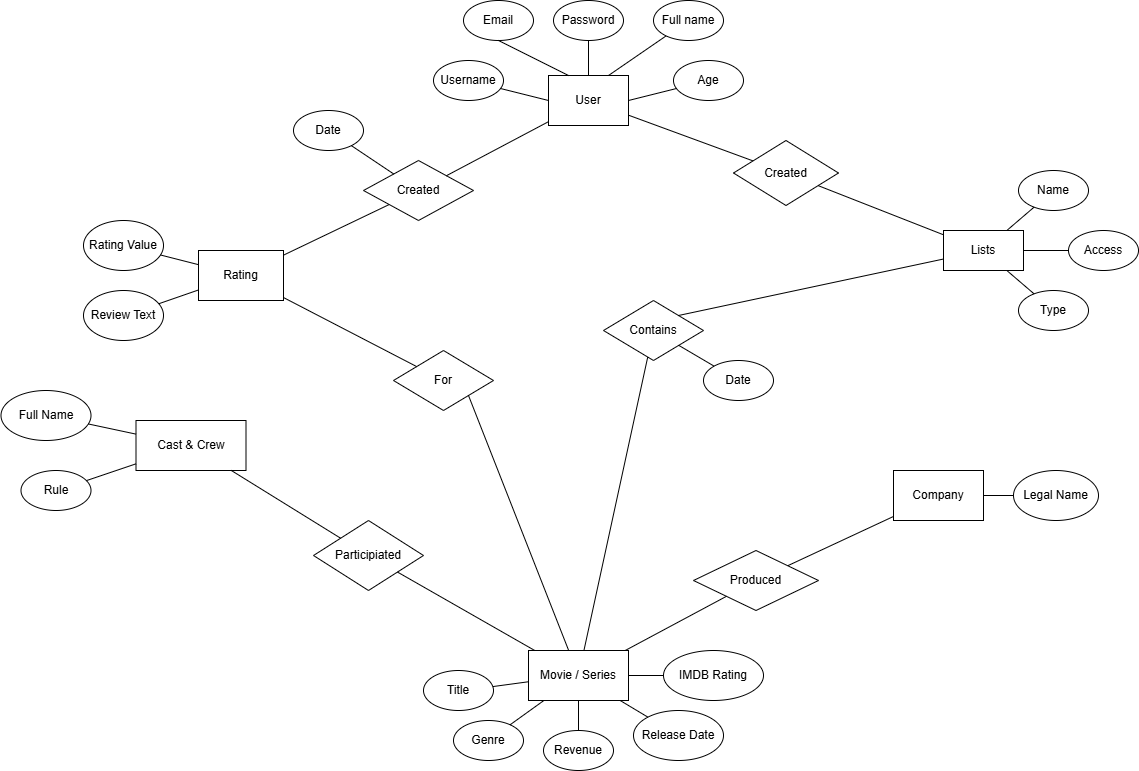 Email
Password
Full name
Username
User
Age
Date
Created
Created
Name
Rating Value
Lists
Access
Rating
Review Text
Type
Contains
For
Date
Full Name
Cast & Crew
Rule
Company
Legal Name
Participiated
Produced
Movie / Series
IMDB Rating
Title
Genre
Revenue
Release Date